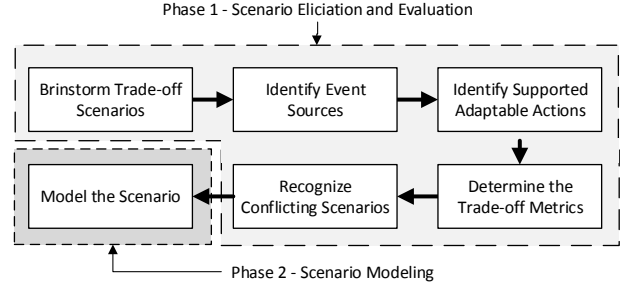 Phase 1 - Scenario Eliciation and Evaluation
Brinstorm Trade-off
Scenarios
Identify Event
Sources
Identify Supported
Adaptable Actions
Model the Scenario
Recognize
Conflicting Scenarios
Determine the
Trade-off Metrics
Phase 2 - Scenario Modeling